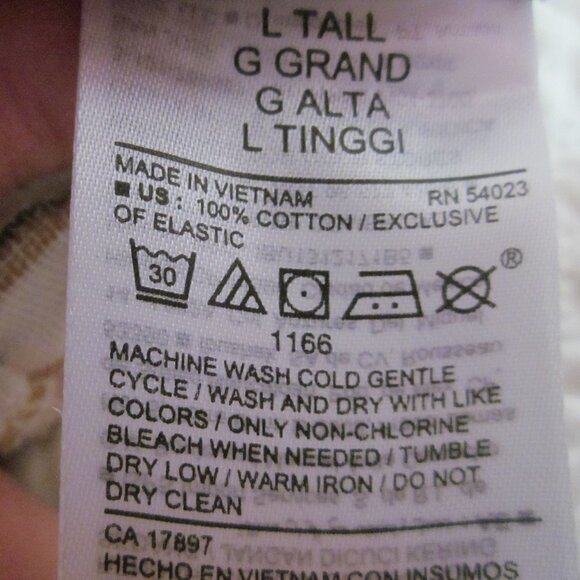 L TALL
G GRAND
G ALTA
L TINGGI
MADE IN VIETNAM RN 54023
■ US : 100% COTTON / EXCLUSIVE
OF ELASTIC
30 ®
1166
MACHINE WASH COLD GENTLE
CYCLE / WASH AND DRY WITH LIKE
COLORS / ONLY NON-CHLORINE
BLEACH WHEN NEEDED / TUMBLE
DRY LOW / WARM IRON / DO NOT
DRY CLEAN
CA 17897
HECHO EN VIETNAM CON INSUMOS